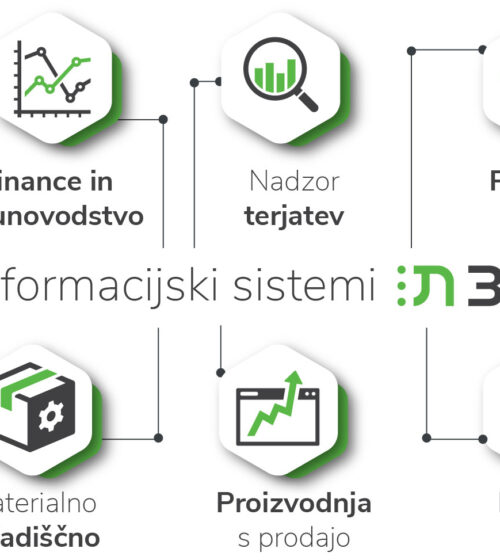 inance in
unovodstvo
Nadzor
terjatev
P
formacijski sistemi
aterialno
adiščno
Proizvodnja
s prodajo